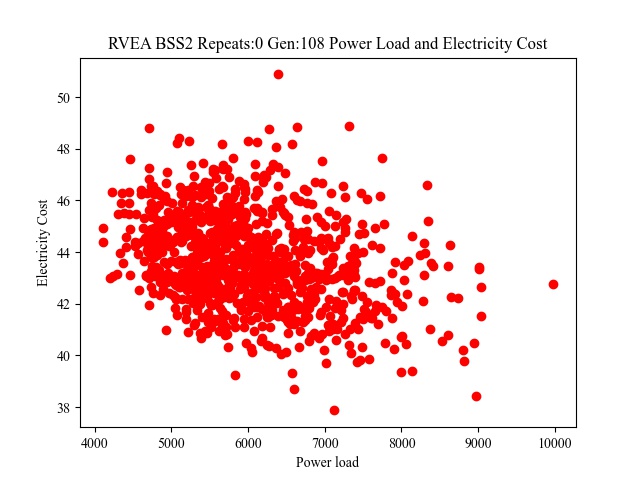 RVEA BSS2 Repeats:0 Gen:108 Power Load and Electricity Cost
50
48
46
44
42
40
38
Electricity Cost
4000 5000 6000 7000 8000 9000 10000
Power load